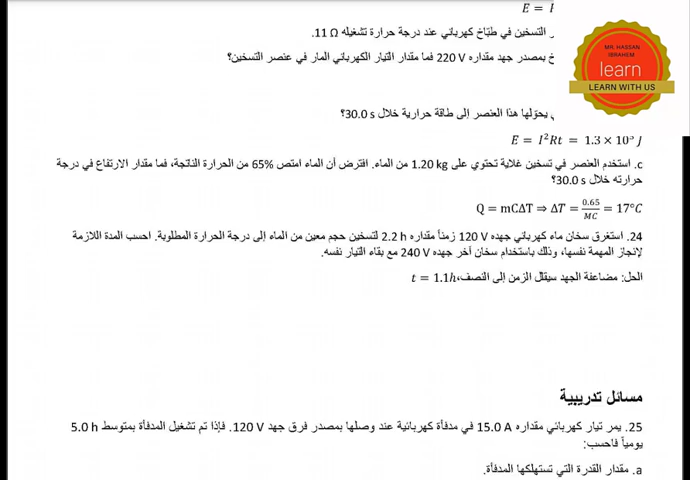 E =
التسخين في طبّاخ كهربائي عند درجة حرارة تشغيله 11 Ω.
بمصدر جهد مقداره 220 V فما مقدار التيار الكهربائي المار في عنصر التسخين؟
MR. HASSAN
IBRAHEM
learn
LEARN WITH US
يحوّلها هذا العنصر إلى طاقة حرارية خلال 30.0 s؟
E = I²Rt = 1.3 × 10⁵ J
c. استخدم العنصر في تسخين غلاية تحتوي على 1.20 kg من الماء. افترض أن الماء امتص %65 من الحرارة الناتجة، فما مقدار الارتفاع في درجة
حرارته خلال 30.0 s؟
Q = mCΔT ⇒ ΔT = 0.65/MC = 17°C
24. استغرق سخان ماء كهربائي جهده 120 V زمناً مقداره 2.2 h لتسخين حجم معين من الماء إلى درجة الحرارة المطلوبة. احسب المدة اللازمة
لإنجاز المهمة نفسها، وذلك باستخدام سخان آخر جهده 240 V مع بقاء التيار نفسه.
الحل: مضاعفة الجهد سيقلل الزمن إلى النصف، t = 1.1h
مسائل تدريبية
25. يمر تيار كهربائي مقداره 15.0 A في مدفأة كهربائية عند وصلها بمصدر فرق جهد 120 V. فإذا تم تشغيل المدفأة بمتوسط 5.0 h
يومياً فاحسب:
a. مقدار القدرة التي تستهلكها المدفأة.